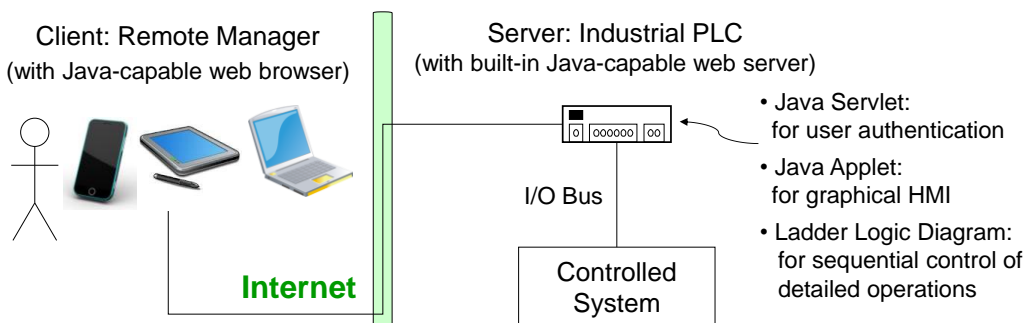 Client: Remote Manager
(with Java-capable web browser)
Server: Industrial PLC
(with built-in Java-capable web server)
• Java Servlet:
for user authentication
• Java Applet:
for graphical HMI
• Ladder Logic Diagram:
for sequential control of
detailed operations
I/O Bus
Internet
Controlled
System